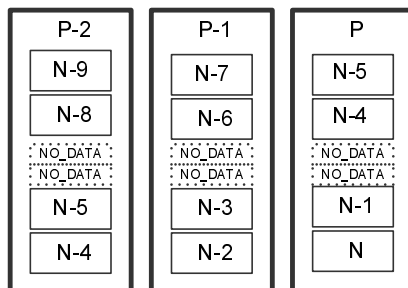 P-2
N-9
N-8
NO_DATA
NO_DATA
N-5
N-4
P-1
N-7
N-6
NO_DATA
NO_DATA
N-3
N-2
P
N-5
N-4
NO_DATA
NO_DATA
N-1
N